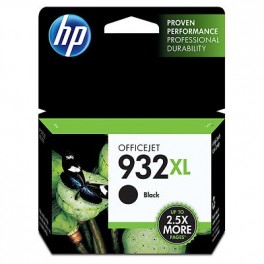 hp
PROVEN
PERFORMANCE
PROFESSIONAL
DURABILITY
OFFICEJET
932XL
Black
UP TO
2.5X
MORE PAGES*